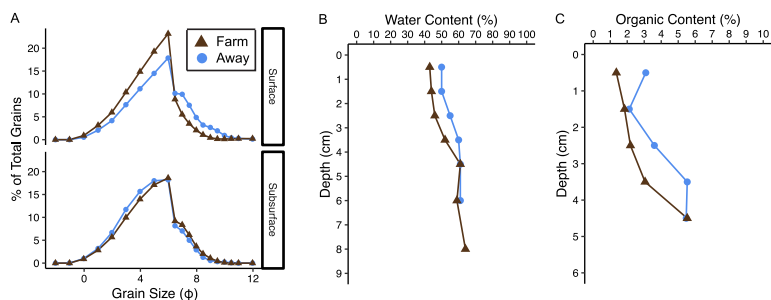 A
% of Total Grains
20
15
10
5
0
Farm
Away
Surface
20
15
10
5
0
Subsurface
0 4 8 12
Grain Size (ϕ)
B
Water Content (%)
0 10 20 30 40 50 60 70 80 90 100
Depth (cm)
0
1
2
3
4
5
6
7
8
9
C
Organic Content (%)
0 1 2 3 4 5 6 7 8 9 10
Depth (cm)
0
1
2
3
4
5
6